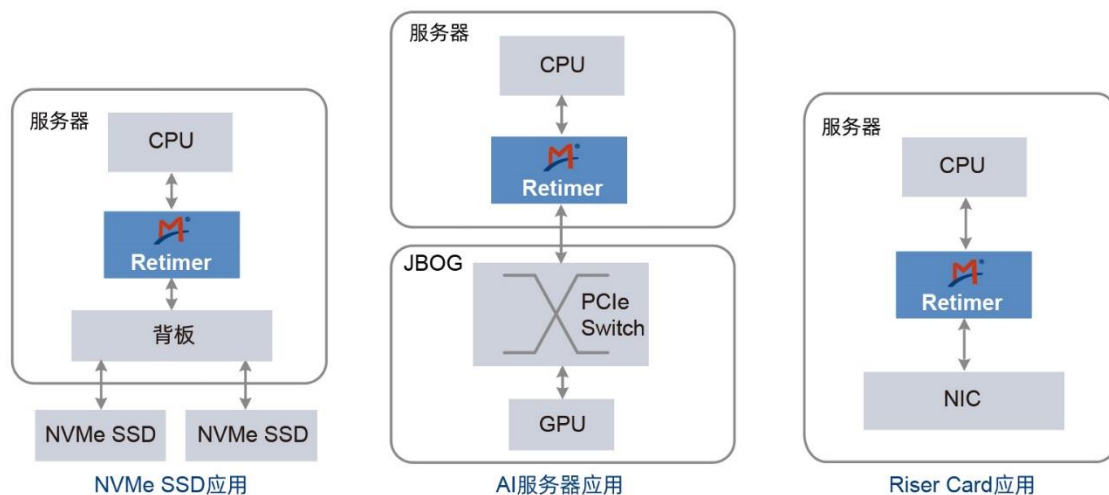 服务器
CPU
Retimer
背板
NVMe SSD
NVMe SSD
NVMe SSD应用
服务器
CPU
Retimer
JBOG
PCIe
Switch
GPU
AI服务器应用
服务器
CPU
Retimer
NIC
Riser Card应用